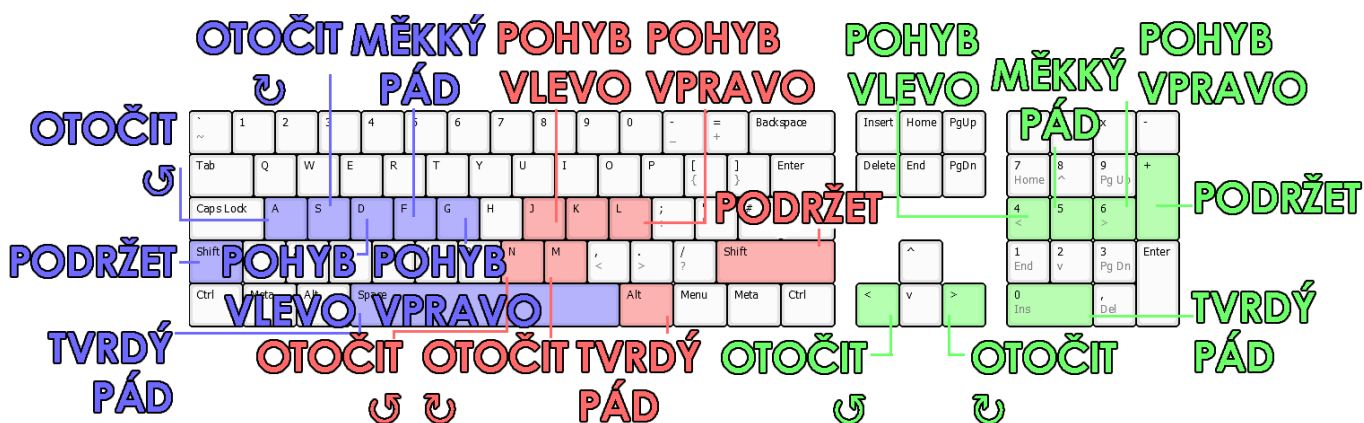 OTOČIT MĚKKÝ POHYB POHYB POHYB POHYB
↻ PÁD VLEVO VPRAVO VLEVO MĚKKÝ VPRAVO
PÁD
OTOČIT
↺
` 1 2 3 4 5 6 7 8 9 0 - = Backspace Insert Home PgUp -
~ _ +
Tab Q W E R T Y U I O P [ ] Enter Delete End PgDn 7 8 9 +
{ } Home ^ Pg Up
Caps Lock A S D F G H J K L ; 4 5 6
< >
PODRŽET PODRŽET
PODRŽET Shift N M , . / Shift ^ 1 2 3 Enter
< > ? End v Pg Dn
POHYB POHYB
Ctrl Meta Alt Space Alt Menu Meta Ctrl < v > 0 ,
Ins Del
VLEVO VPRAVO
TVRDÝ OTOČIT OTOČIT TVRDÝ OTOČIT OTOČIT TVRDÝ
PÁD ↺ ↻ PÁD ↺ ↻ PÁD